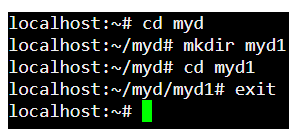 localhost:~# cd myd
localhost:~/myd# mkdir myd1
localhost:~/myd# cd myd1
localhost:~/myd/myd1# exit
localhost:~#